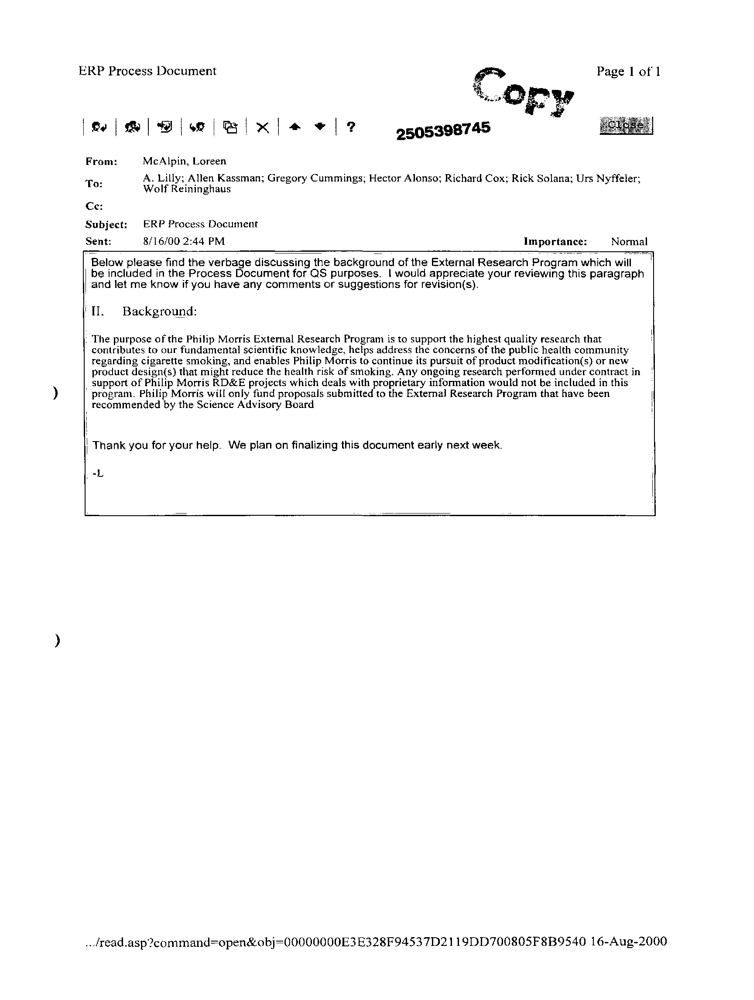 ERP Process Document
Page 1 of 1
Copy
2505398745
Close
?
From: McAlpin, Loreen
To: A. Lilly; Allen Kassman; Gregory Cummings; Hector Alonso; Richard Cox; Rick Solana; Urs Nyffeler;
Wolf Reininghaus
Cc:
Subject: ERP Process Document
Sent: 8/16/00 2:44 PM Importance: Normal
Below please find the verbage discussing the background of the External Research Program which will
be included in the Process Document for QS purposes. I would appreciate your reviewing this paragraph
and let me know if you have any comments or suggestions for revision(s).
II. Background:
The purpose of the Philip Morris External Research Program is to support the highest quality research that
contributes to our fundamental scientific knowledge, helps address the concerns of the public health community
regarding cigarette smoking, and enables Philip Morris to continue its pursuit of product modification(s) or new
product design(s) that might reduce the health risk of smoking. Any ongoing research performed under contract in
support of Philip Morris RD&E projects which deals with proprietary information would not be included in this
program. Philip Morris will only fund proposals submitted to the External Research Program that have been
recommended by the Science Advisory Board
Thank you for your help. We plan on finalizing this document early next week.
-L
.../read.asp?command=open&obj=00000000E3E328F94537D2119DD700805F8B9540 16-Aug-2000